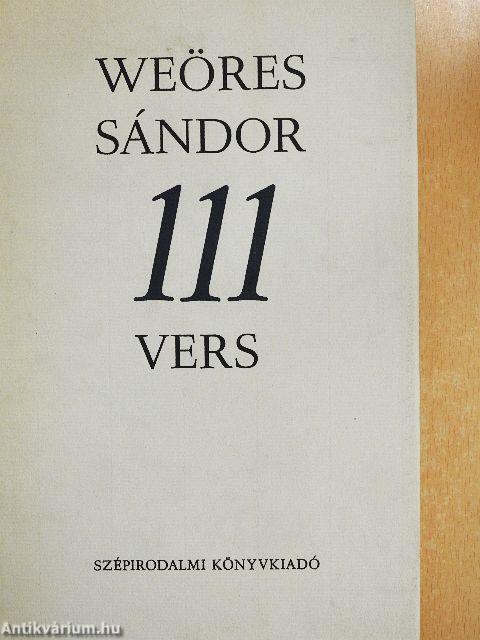 WEÖRES
SÁNDOR
111
VERS
SZÉPIRODALMI KÖNYVKIADÓ
Antikvárium.hu